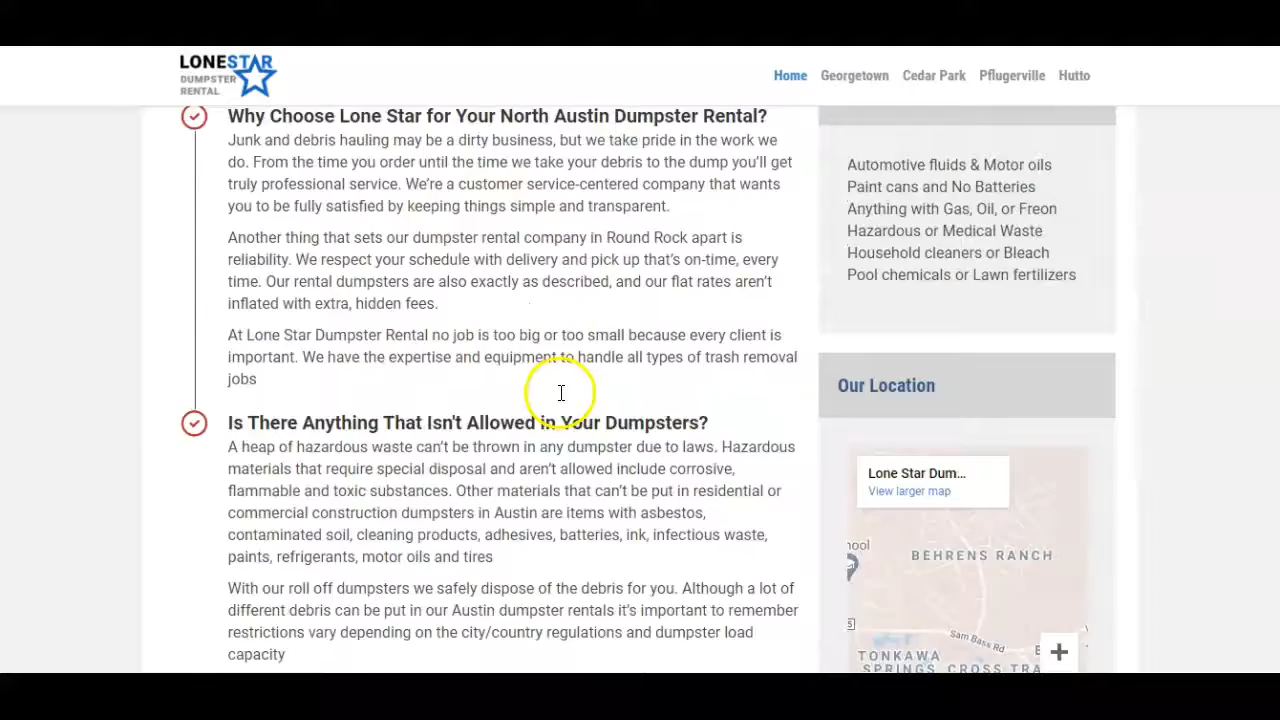 LONESTAR
DUMPSTER
RENTAL
Home Georgetown Cedar Park Pflugerville Hutto
Why Choose Lone Star for Your North Austin Dumpster Rental?
Junk and debris hauling may be a dirty business, but we take pride in the work we
do. From the time you order until the time we take your debris to the dump you’ll get
truly professional service. We’re a customer service-centered company that wants
you to be fully satisfied by keeping things simple and transparent.
Another thing that sets our dumpster rental company in Round Rock apart is
reliability. We respect your schedule with delivery and pick up that’s on-time, every
time. Our rental dumpsters are also exactly as described, and our flat rates aren’t
inflated with extra, hidden fees.
At Lone Star Dumpster Rental no job is too big or too small because every client is
important. We have the expertise and equipment to handle all types of trash removal
jobs
Is There Anything That Isn't Allowed in Your Dumpsters?
A heap of hazardous waste can’t be thrown in any dumpster due to laws. Hazardous
materials that require special disposal and aren’t allowed include corrosive,
flammable and toxic substances. Other materials that can’t be put in residential or
commercial construction dumpsters in Austin are items with asbestos,
contaminated soil, cleaning products, adhesives, batteries, ink, infectious waste,
paints, refrigerants, motor oils and tires
With our roll off dumpsters we safely dispose of the debris for you. Although a lot of
different debris can be put in our Austin dumpster rentals it’s important to remember
restrictions vary depending on the city/country regulations and dumpster load
capacity
Automotive fluids & Motor oils
Paint cans and No Batteries
Anything with Gas, Oil, or Freon
Hazardous or Medical Waste
Household cleaners or Bleach
Pool chemicals or Lawn fertilizers
Our Location
Lone Star Dum...
View larger map
BEHRENS RANCH
Sam Bass Rd
TONKAWA
SPRINGS
CROSS